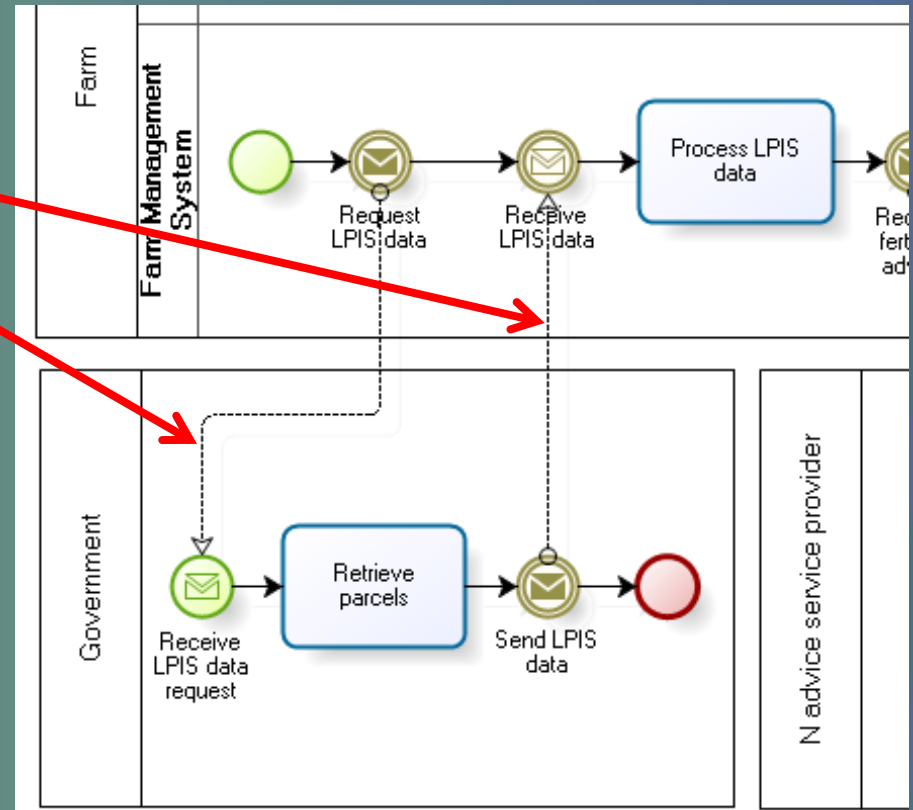 Farm
Farm Management
System
Request
LPIS data
Receive
LPIS data
Process LPIS
data
Government
Receive
LPIS data
request
Retrieve
parcels
Send LPIS
data
N advice service provider